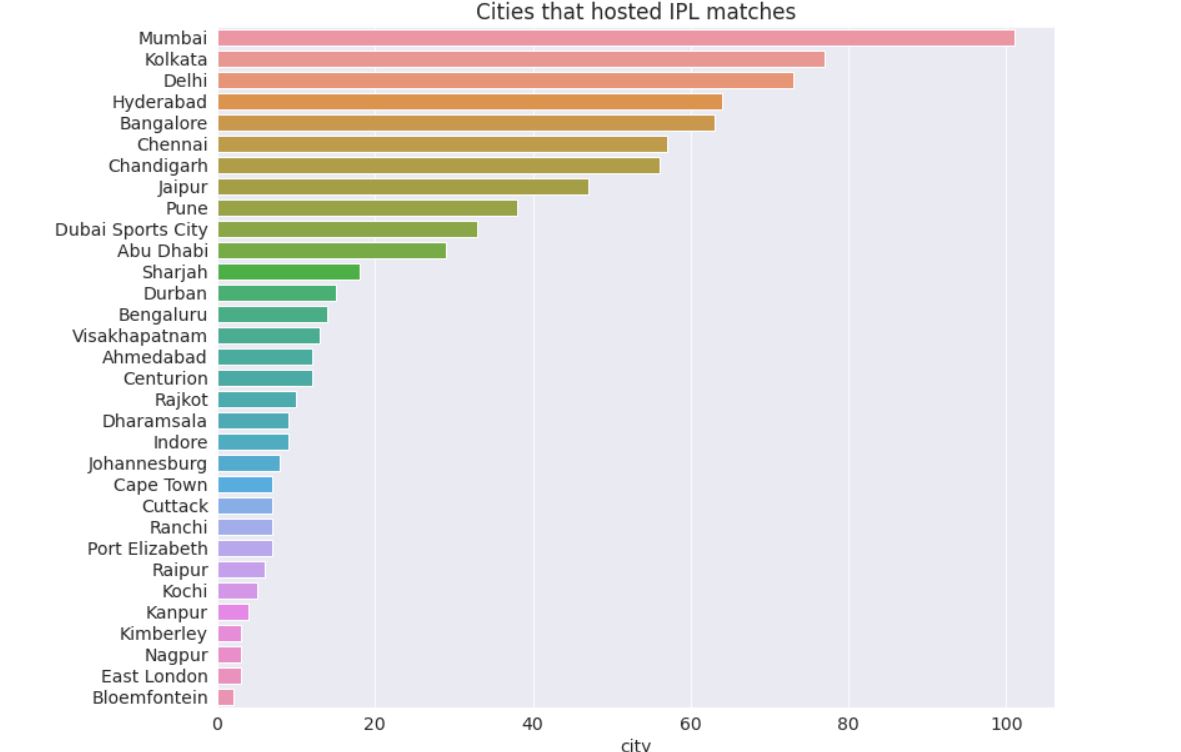 Cities that hosted IPL matches
Mumbai
Kolkata
Delhi
Hyderabad
Bangalore
Chennai
Chandigarh
Jaipur
Pune
Dubai Sports City
Abu Dhabi
Sharjah
Durban
Bengaluru
Visakhapatnam
Ahmedabad
Centurion
Rajkot
Dharamsala
Indore
Johannesburg
Cape Town
Cuttack
Ranchi
Port Elizabeth
Raipur
Kochi
Kanpur
Kimberley
Nagpur
East London
Bloemfontein
0 20 40 60 80 100
city